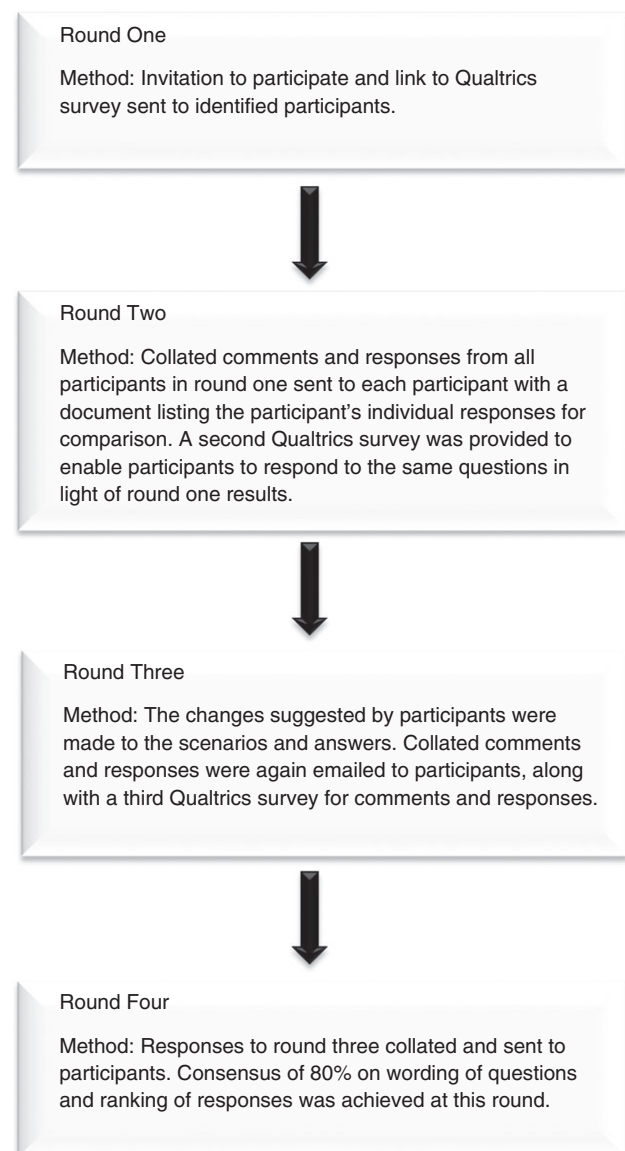 Round One
Method: Invitation to participate and link to Qualtrics
survey sent to identified participants.
Round Two
Method: Collated comments and responses from all
participants in round one sent to each participant with a
document listing the participant’s individual responses for
comparison. A second Qualtrics survey was provided to
enable participants to respond to the same questions in
light of round one results.
Round Three
Method: The changes suggested by participants were
made to the scenarios and answers. Collated comments
and responses were again emailed to participants, along
with a third Qualtrics survey for comments and responses.
Round Four
Method: Responses to round three collated and sent to
participants. Consensus of 80% on wording of questions
and ranking of responses was achieved at this round.